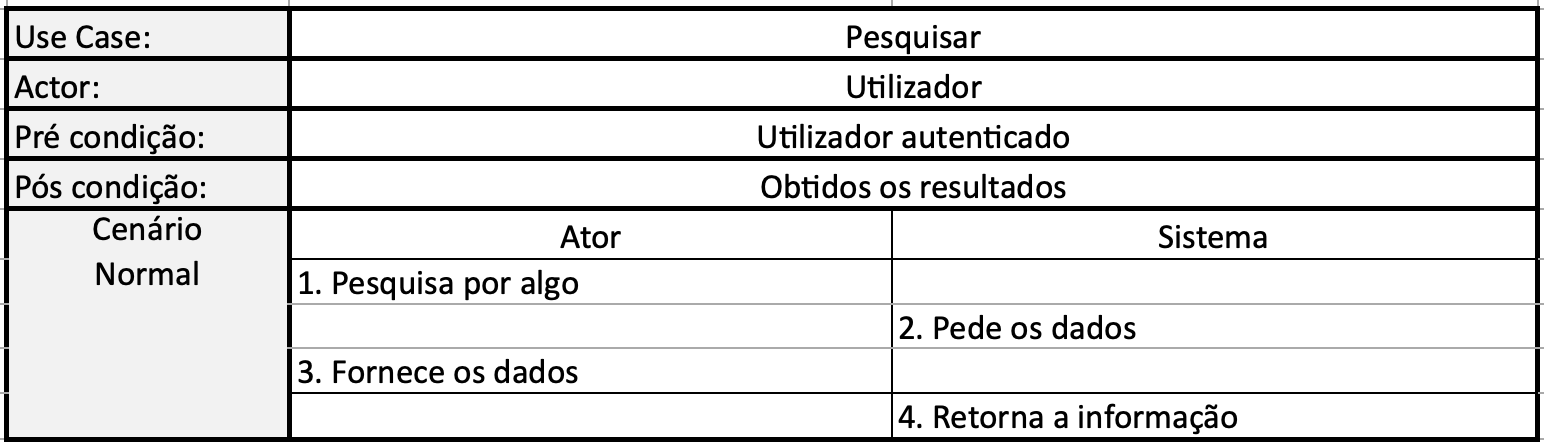 Use Case: Pesquisar
Actor: Utilizador
Pré condição: Utilizador autenticado
Pós condição: Obtidos os resultados
Cenário Normal
Ator Sistema
1. Pesquisa por algo
2. Pede os dados
3. Fornece os dados
4. Retorna a informação